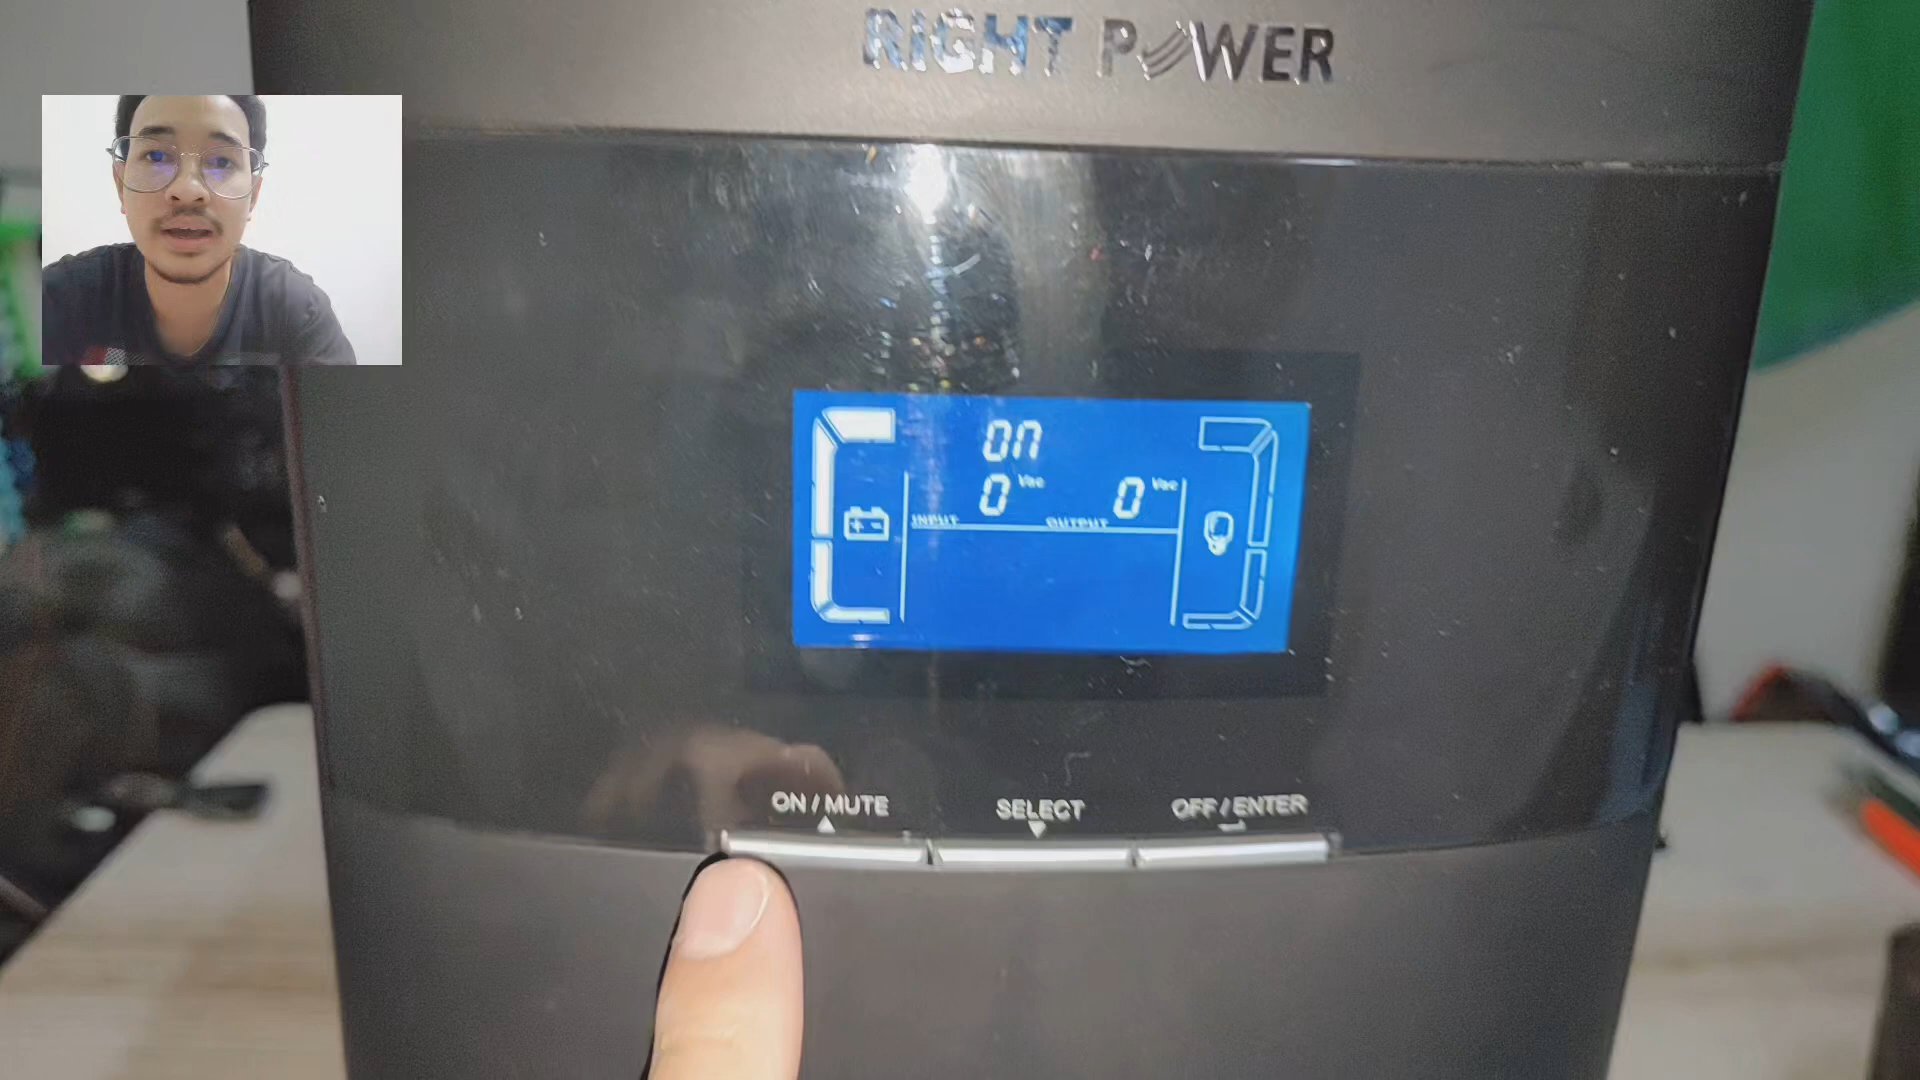 RIGHT POWER
ON
0 Vac
0 Vac
INPUT
OUTPUT
ON / MUTE
SELECT
OFF / ENTER